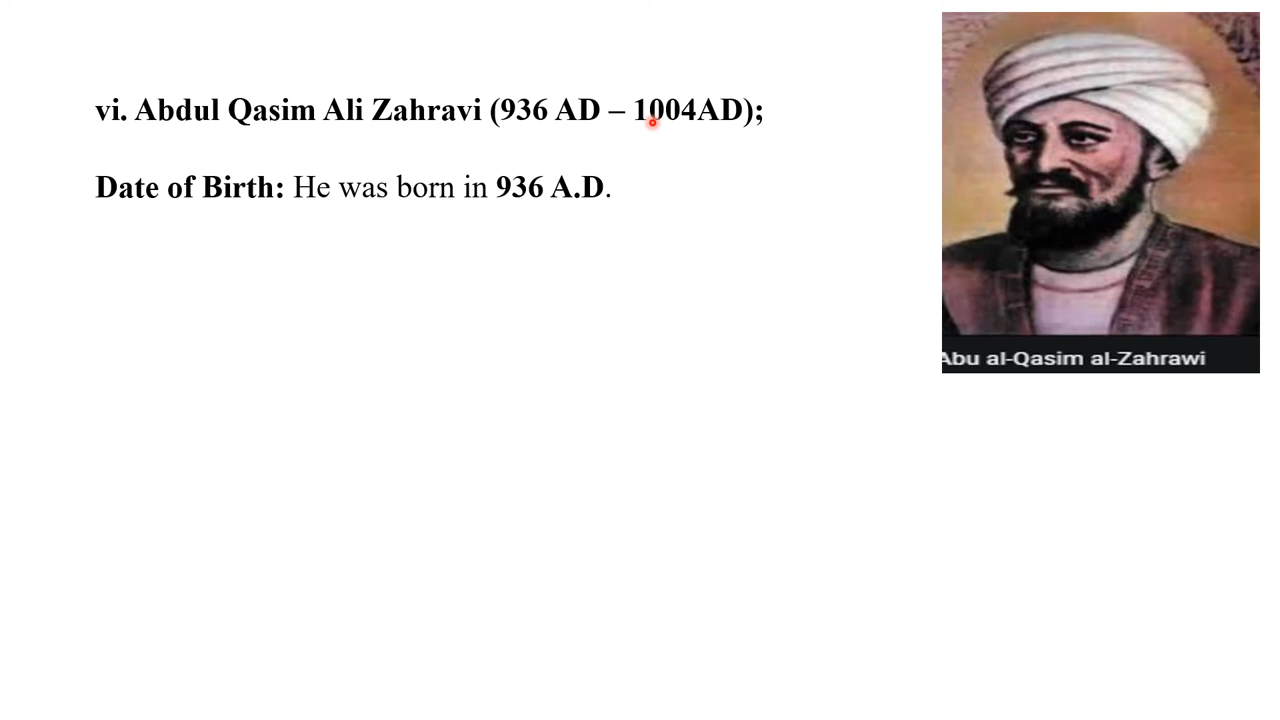 vi. Abdul Qasim Ali Zahravi (936 AD – 1004AD);
Date of Birth: He was born in 936 A.D.
Abu al-Qasim al-Zahrawi